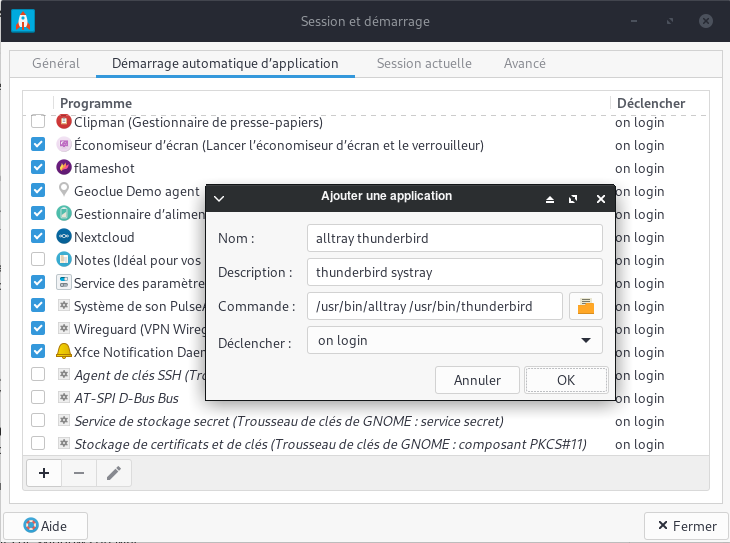 Session et démarrage
Général Démarrage automatique d'application Session actuelle Avancé
Programme Déclencher
Clipman (Gestionnaire de presse-papiers) on login
Économiseur d'écran (Lancer l'économiseur d'écran et le verrouilleur) on login
flameshot on login
Geoclue Demo agent on login
Gestionnaire d'alimen on login
Nextcloud on login
Notes (Idéal pour vos on login
Service des paramètre on login
Système de son PulseA on login
Wireguard (VPN Wireg on login
Xfce Notification Daen on login
Agent de clés SSH (Tro on login
AT-SPI D-Bus Bus on login
Service de stockage secret (Trousseau de clés de GNOME : service secret) on login
Stockage de certificats et de clés (Trousseau de clés de GNOME : composant PKCS#11) on login
Ajouter une application
Nom : alltray thunderbird
Description : thunderbird systray
Commande : /usr/bin/alltray /usr/bin/thunderbird
Déclencher : on login
Annuler OK
Aide Fermer